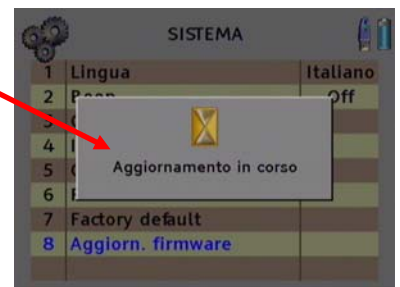 SISTEMA
1 Lingua Italiano
2 Off
3
4
5
Aggiornamento in corso
6
7 Factory default
8 Aggiorn. firmware